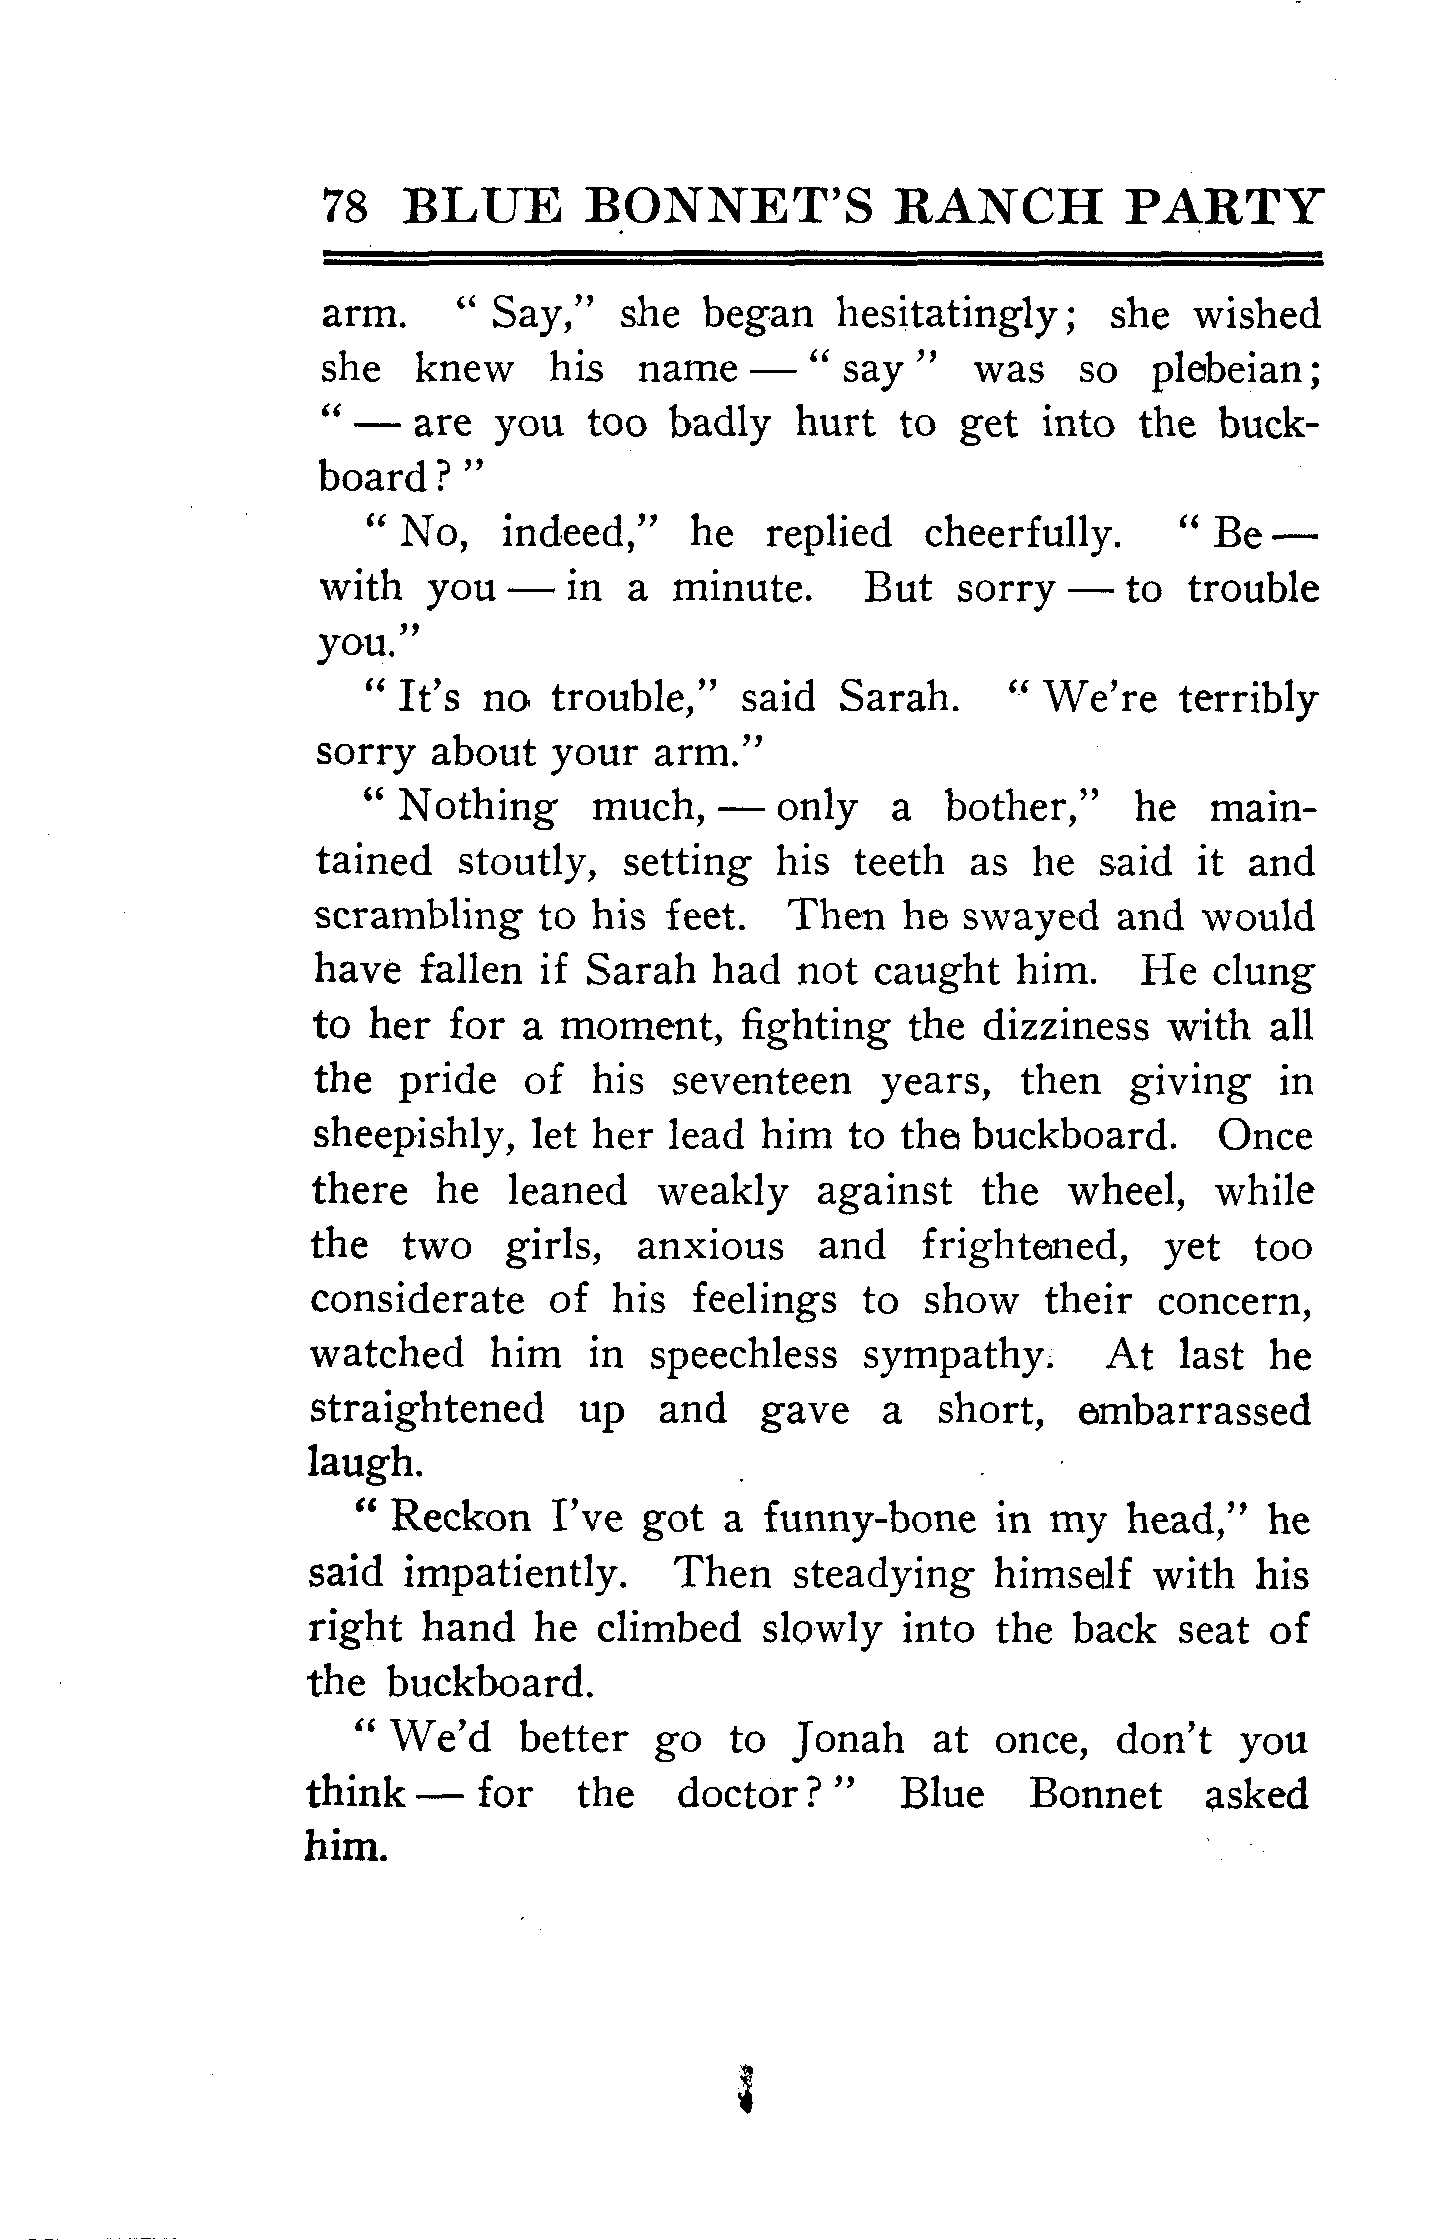 78 BLUE BONNET'S RANCH PARTY
arm. " Say," she began hesitatingly; she wished
she knew his name — " say " was so plebeian;
" — are you too badly hurt to get into the buck-
board? "
" No, indeed," he replied cheerfully. " Be —
with you — in a minute. But sorry — to trouble
you."
" It's no trouble," said Sarah. " We're terribly
sorry about your arm."
" Nothing much, — only a bother," he main-
tained stoutly, setting his teeth as he said it and
scrambling to his feet. Then he swayed and would
have fallen if Sarah had not caught him. He clung
to her for a moment, fighting the dizziness with all
the pride of his seventeen years, then giving in
sheepishly, let her lead him to the buckboard. Once
there he leaned weakly against the wheel, while
the two girls, anxious and frightened, yet too
considerate of his feelings to show their concern,
watched him in speechless sympathy. At last he
straightened up and gave a short, embarrassed
laugh.
" Reckon I've got a funny-bone in my head," he
said impatiently. Then steadying himself with his
right hand he climbed slowly into the back seat of
the buckboard.
" We'd better go to Jonah at once, don't you
think — for the doctor? " Blue Bonnet asked
him.